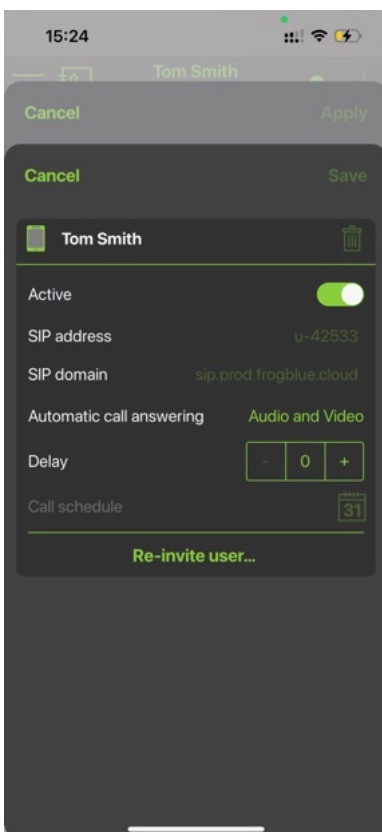 15:24
Tom Smith
Cancel Apply
Cancel Save
Tom Smith
Active
SIP address u-42533
SIP domain sip.prod.frogblue.cloud
Automatic call answering Audio and Video
Delay - 0 +
Call schedule 31
Re-invite user...